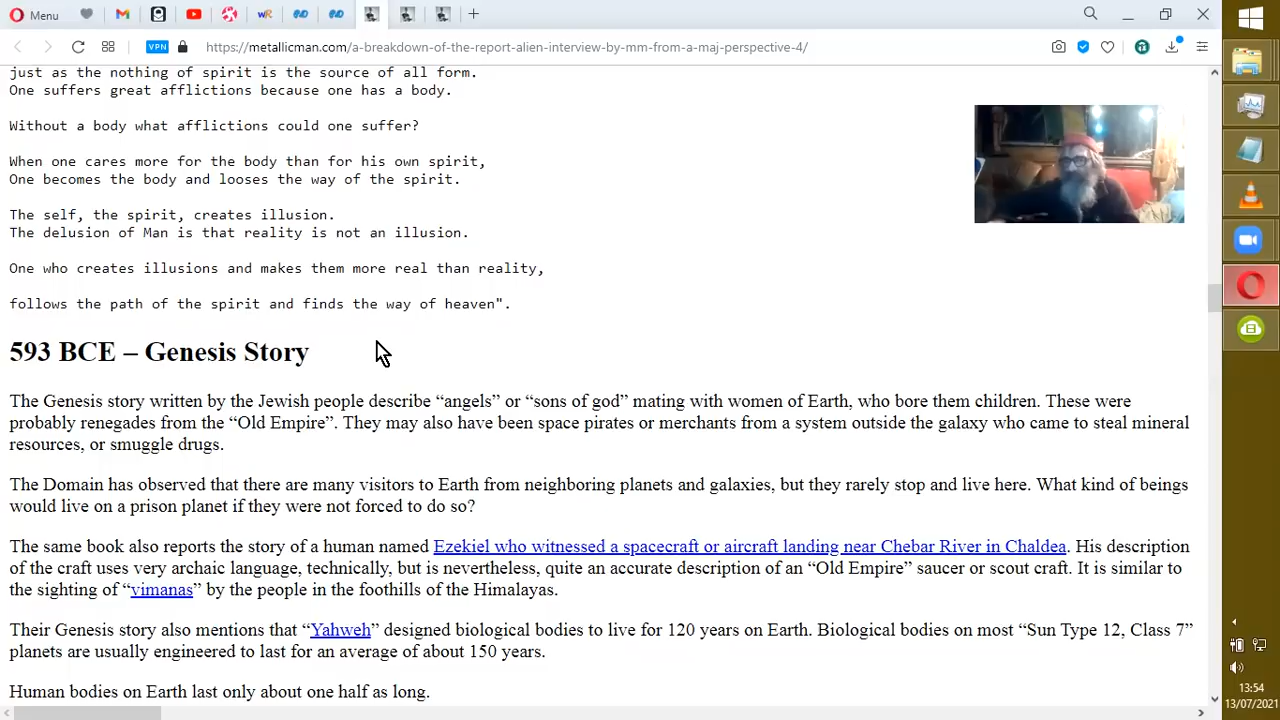 Menu
VPN
https://metallicman.com/a-breakdown-of-the-report-alien-interview-by-mm-from-a-maj-perspective-4/
just as the nothing of spirit is the source of all form.
One suffers great afflictions because one has a body.
Without a body what afflictions could one suffer?
When one cares more for the body than for his own spirit,
One becomes the body and looses the way of the spirit.
The self, the spirit, creates illusion.
The delusion of Man is that reality is not an illusion.
One who creates illusions and makes them more real than reality,
follows the path of the spirit and finds the way of heaven".
593 BCE – Genesis Story
The Genesis story written by the Jewish people describe “angels” or “sons of god” mating with women of Earth, who bore them children. These were
probably renegades from the “Old Empire”. They may also have been space pirates or merchants from a system outside the galaxy who came to steal mineral
resources, or smuggle drugs.
The Domain has observed that there are many visitors to Earth from neighboring planets and galaxies, but they rarely stop and live here. What kind of beings
would live on a prison planet if they were not forced to do so?
The same book also reports the story of a human named Ezekiel who witnessed a spacecraft or aircraft landing near Chebar River in Chaldea. His description
of the craft uses very archaic language, technically, but is nevertheless, quite an accurate description of an “Old Empire” saucer or scout craft. It is similar to
the sighting of “vimanas” by the people in the foothills of the Himalayas.
Their Genesis story also mentions that “Yahweh” designed biological bodies to live for 120 years on Earth. Biological bodies on most “Sun Type 12, Class 7”
planets are usually engineered to last for an average of about 150 years.
Human bodies on Earth last only about one half as long.
13:54
13/07/2021